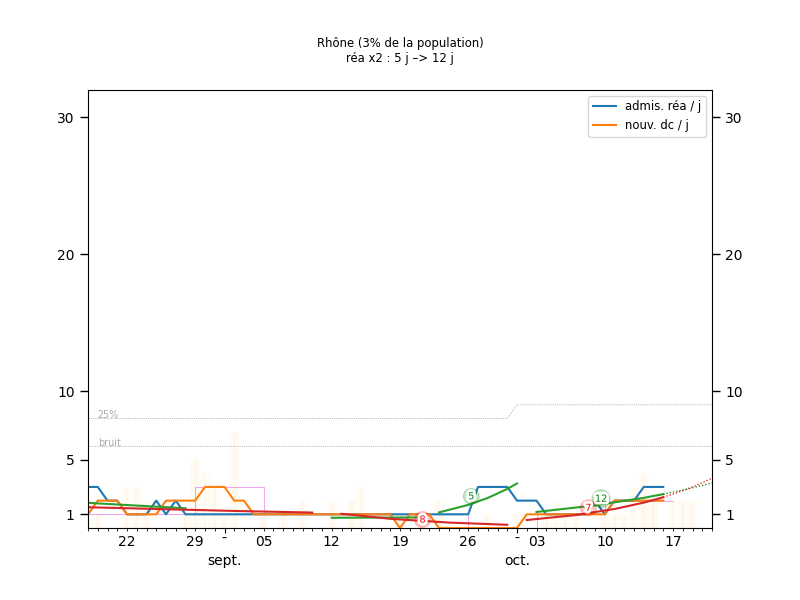 Rhône (3% de la population)
réa x2 : 5 j –> 12 j
admis. réa / j
nouv. dc / j
30 30
20 20
10 10
25%
bruit
5 5
5 12
7
8
1 1
22 29 - 05 12 19 26 - 03 10 17
sept. oct.